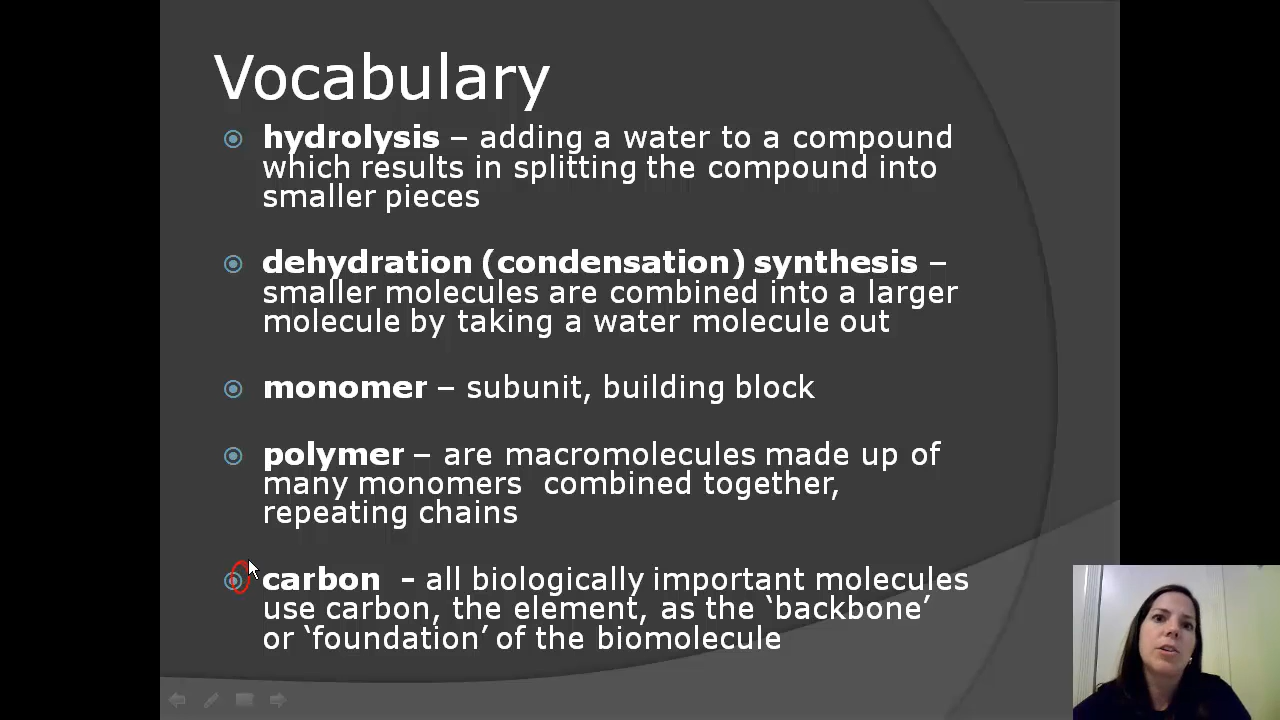 Vocabulary
hydrolysis – adding a water to a compound
which results in splitting the compound into
smaller pieces
dehydration (condensation) synthesis –
smaller molecules are combined into a larger
molecule by taking a water molecule out
monomer – subunit, building block
polymer – are macromolecules made up of
many monomers  combined together,
repeating chains
carbon  - all biologically important molecules
use carbon, the element, as the ‘backbone’
or ‘foundation’ of the biomolecule